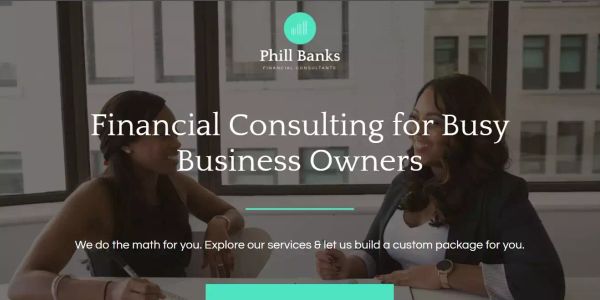 Phill Banks
FINANCIAL CONSULTANTS
Financial Consulting for Busy
Business Owners
We do the math for you. Explore our services & let us build a custom package for you.